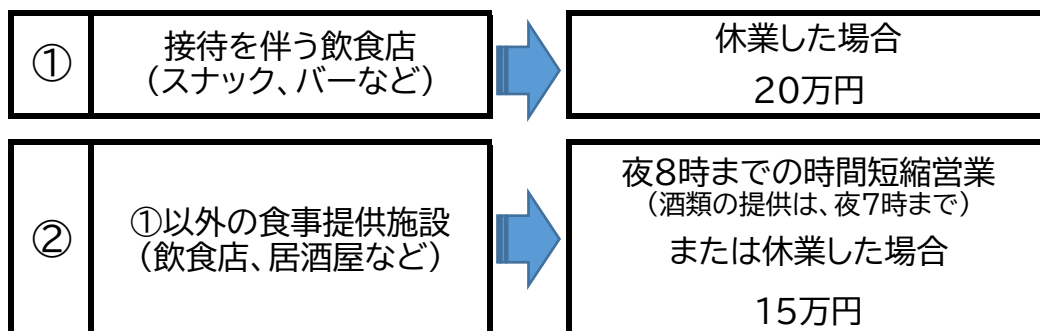 ①
接待を伴う飲食店
（スナック、バーなど）
休業した場合
20万円
②
①以外の食事提供施設
（飲食店、居酒屋など）
夜8時までの時間短縮営業
（酒類の提供は、夜7時まで）
または休業した場合
15万円